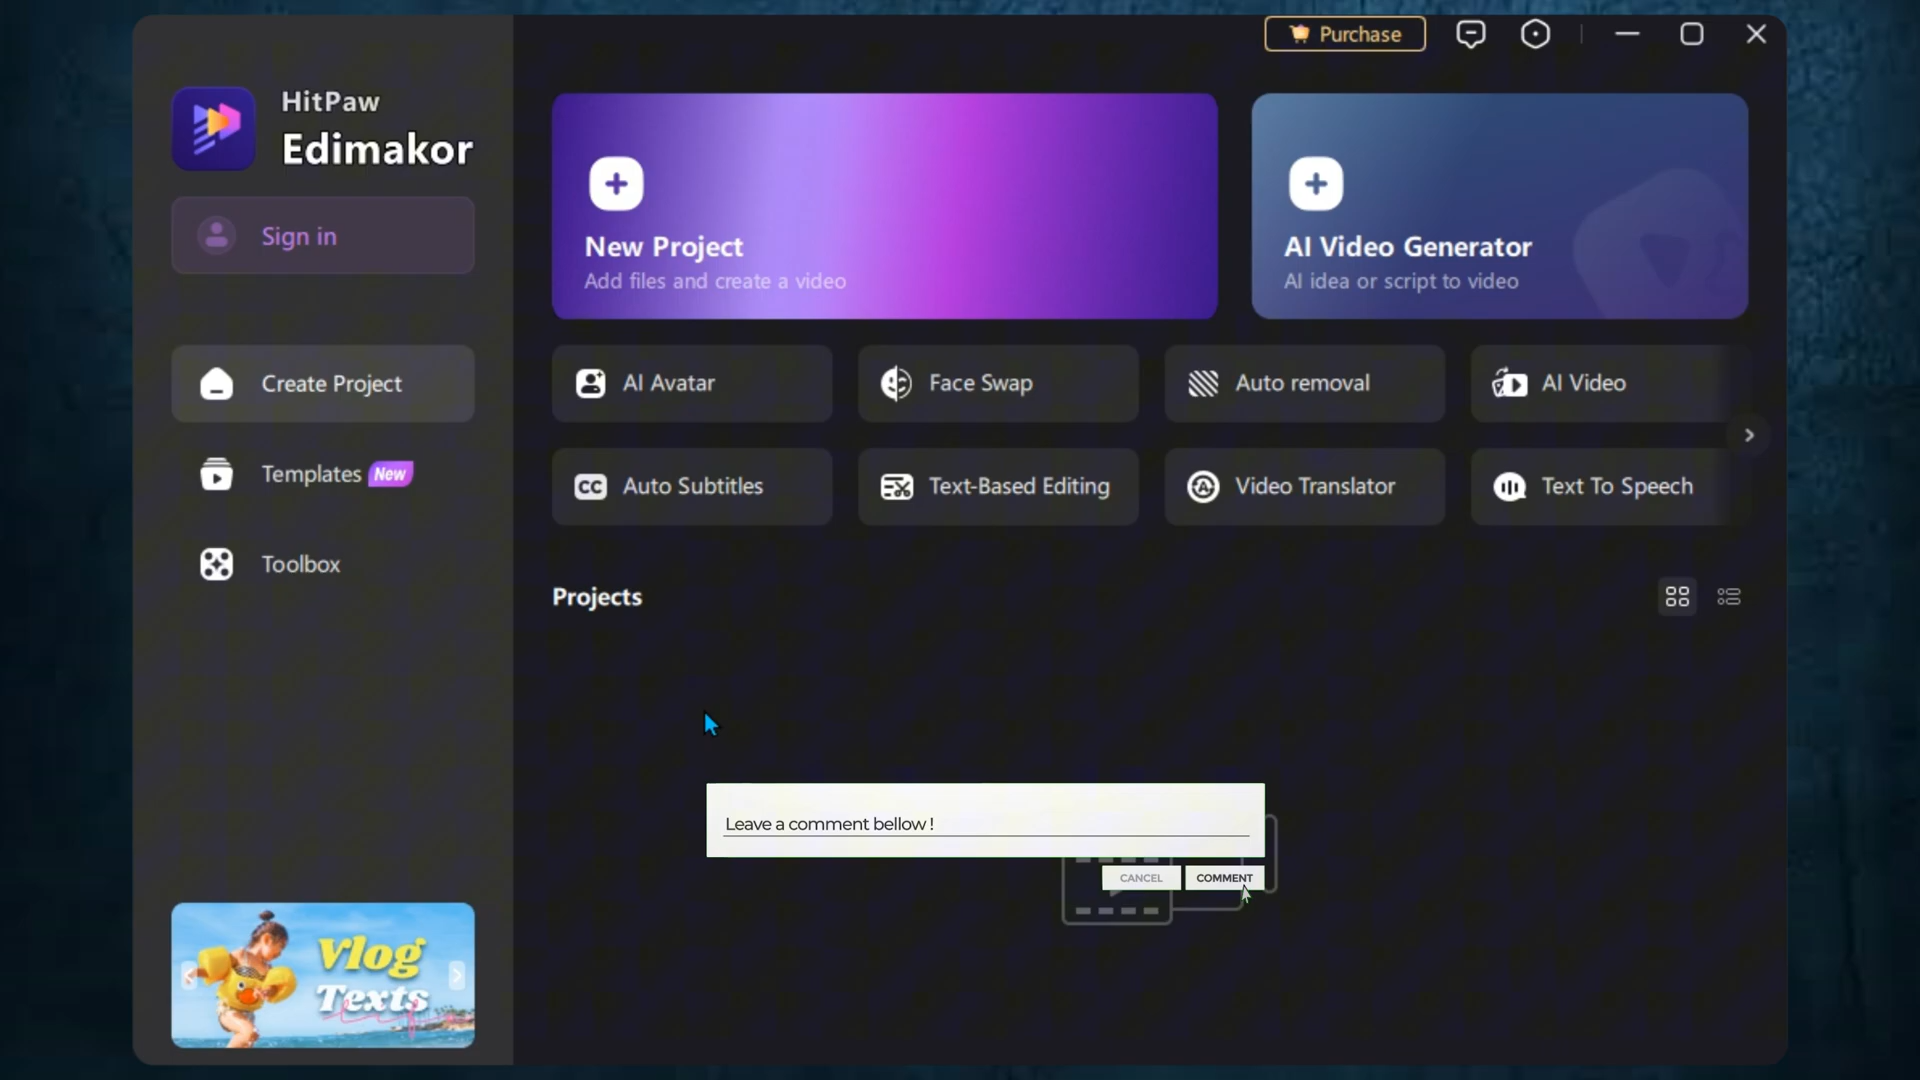 Purchase
HitPaw
Edimakor
Sign in
New Project
Add files and create a video
AI Video Generator
AI idea or script to video
Create Project
AI Avatar
Face Swap
Auto removal
AI Video
Templates New
CC Auto Subtitles
Text-Based Editing
Video Translator
Text To Speech
Toolbox
Projects
Leave a comment bellow !
CANCEL
COMMENT
Vlog
Texts